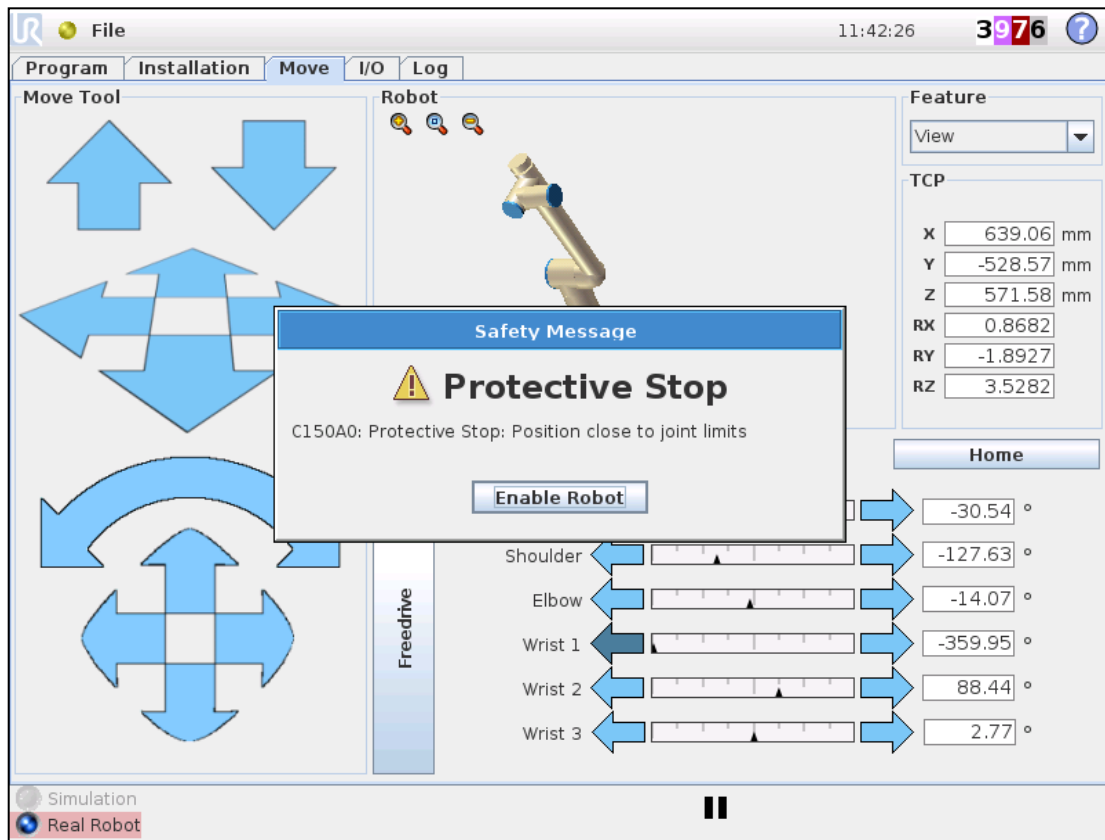 UR File 11:42:26 3976 ?
Program Installation Move I/O Log
Move Tool
Robot
Feature
View
TCP
X 639.06 mm
Y -528.57 mm
Z 571.58 mm
RX 0.8682
RY -1.8927
RZ 3.5282
Safety Message
! Protective Stop
C150A0: Protective Stop: Position close to joint limits
Enable Robot
Home
-30.54 °
Shoulder -127.63 °
Elbow -14.07 °
Wrist 1 -359.95 °
Wrist 2 88.44 °
Wrist 3 2.77 °
Freedrive
Simulation
Real Robot